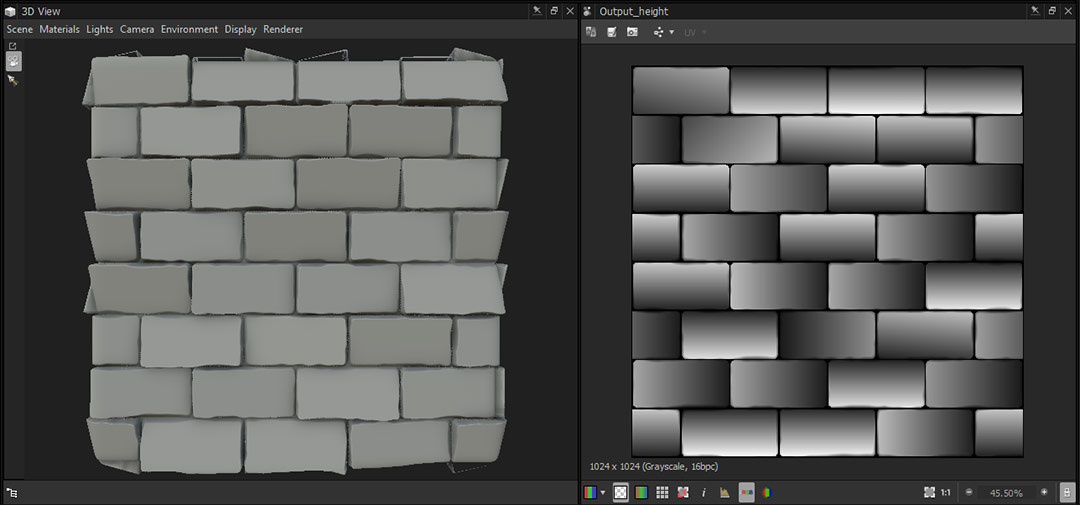 3D View
Scene Materials Lights Camera Environment Display Renderer
Output_height
UV
1024 x 1024 (Grayscale, 16bpc)
i
RGB
1:1
45.50%